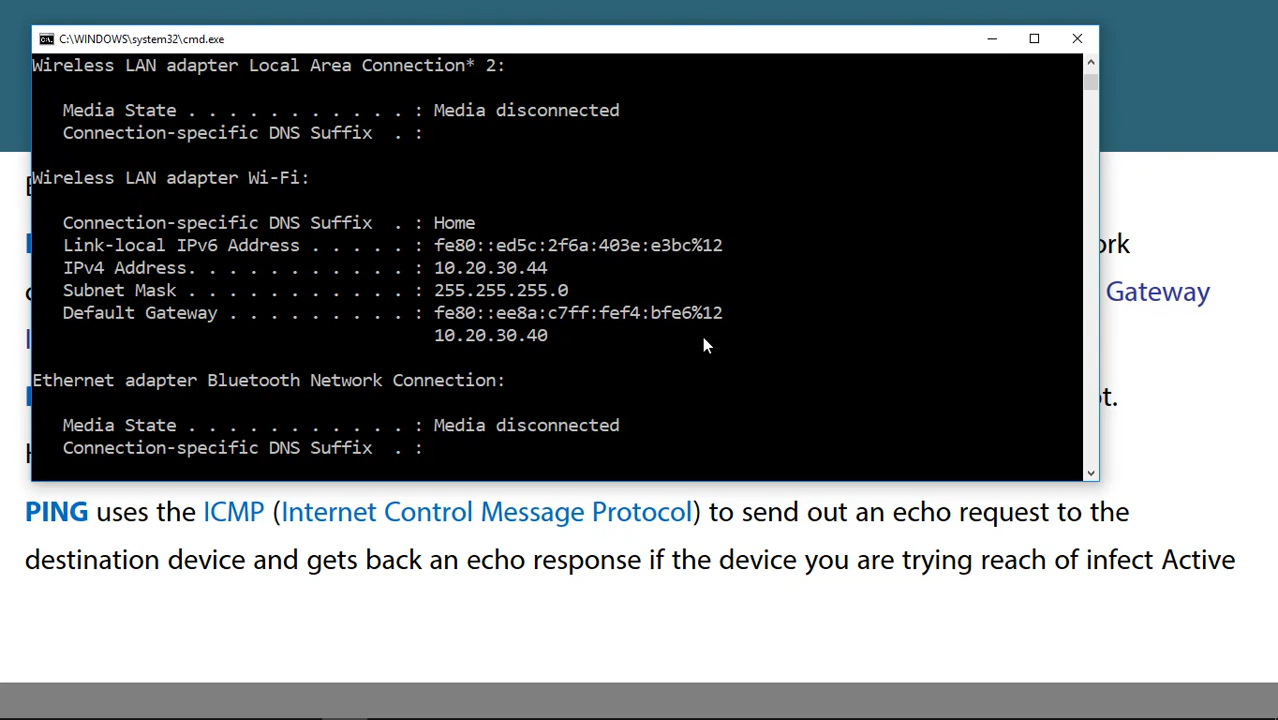 C:\WINDOWS\system32\cmd.exe
Wireless LAN adapter Local Area Connection* 2:
Media State . . . . . . . . . . . : Media disconnected
Connection-specific DNS Suffix  . :
Wireless LAN adapter Wi-Fi:
Connection-specific DNS Suffix  . : Home
Link-local IPv6 Address . . . . . : fe80::ed5c:2f6a:403e:e3bc%12
IPv4 Address. . . . . . . . . . . : 10.20.30.44
Subnet Mask . . . . . . . . . . . : 255.255.255.0
Default Gateway . . . . . . . . . : fe80::ee8a:c7ff:fef4:bfe6%12
10.20.30.40
Gateway
Ethernet adapter Bluetooth Network Connection:
Media State . . . . . . . . . . . : Media disconnected
Connection-specific DNS Suffix  . :
PING uses the ICMP (Internet Control Message Protocol) to send out an echo request to the
destination device and gets back an echo response if the device you are trying reach of infect Active